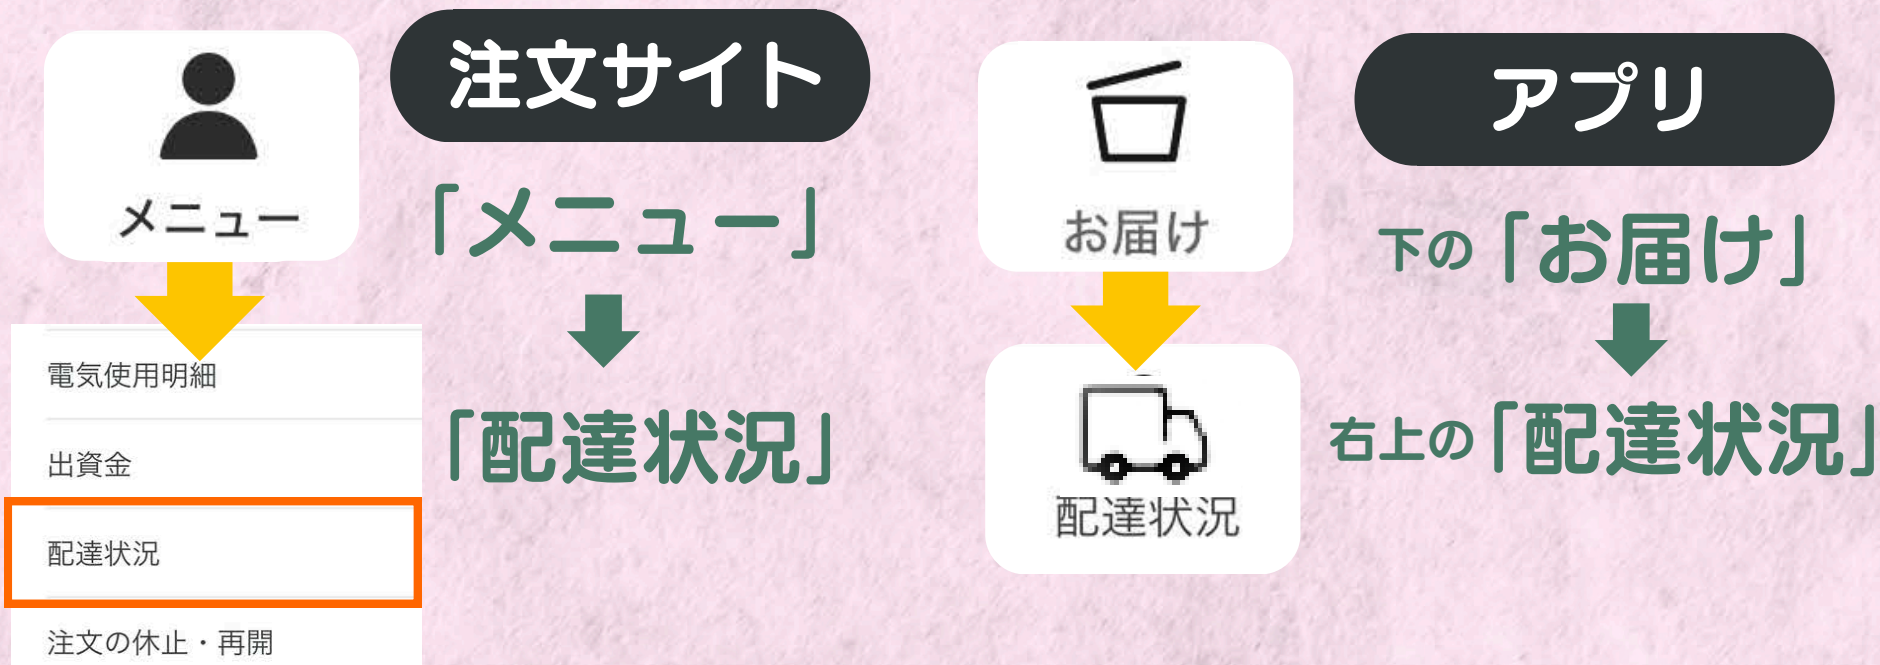 メニュー
電気使用明細
出資金
配達状況
注文の休止・再開
注文サイト
「メニュー」
「配達状況」
お届け
配達状況
アプリ
下の「お届け」
右上の「配達状況」